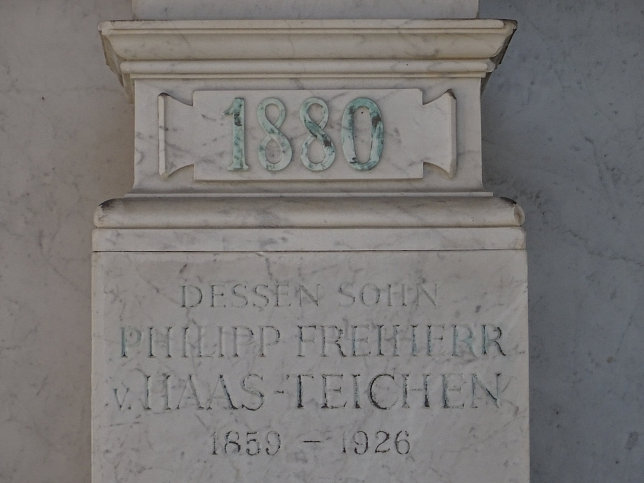 1880
DESSEN SOHN
PHILIPP FREIHERR
v. HAAS-TEICHEN
1859 – 1926